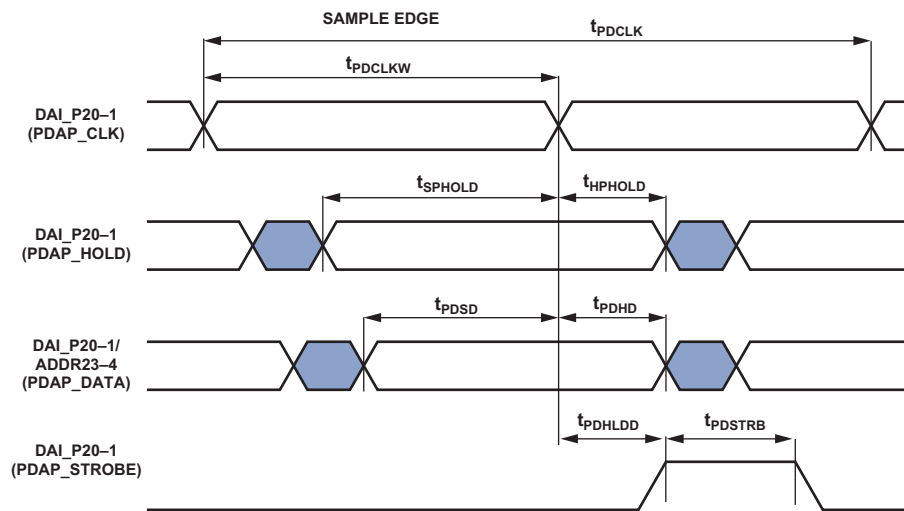 SAMPLE EDGE
tPDCLK
tPDCLKW
DAI_P20–1
(PDAP_CLK)
tSPHOLD
tHPHOLD
DAI_P20–1
(PDAP_HOLD)
tPDSD
tPDHD
DAI_P20–1/
ADDR23–4
(PDAP_DATA)
tPDHLDD
tPDSTRB
DAI_P20–1
(PDAP_STROBE)